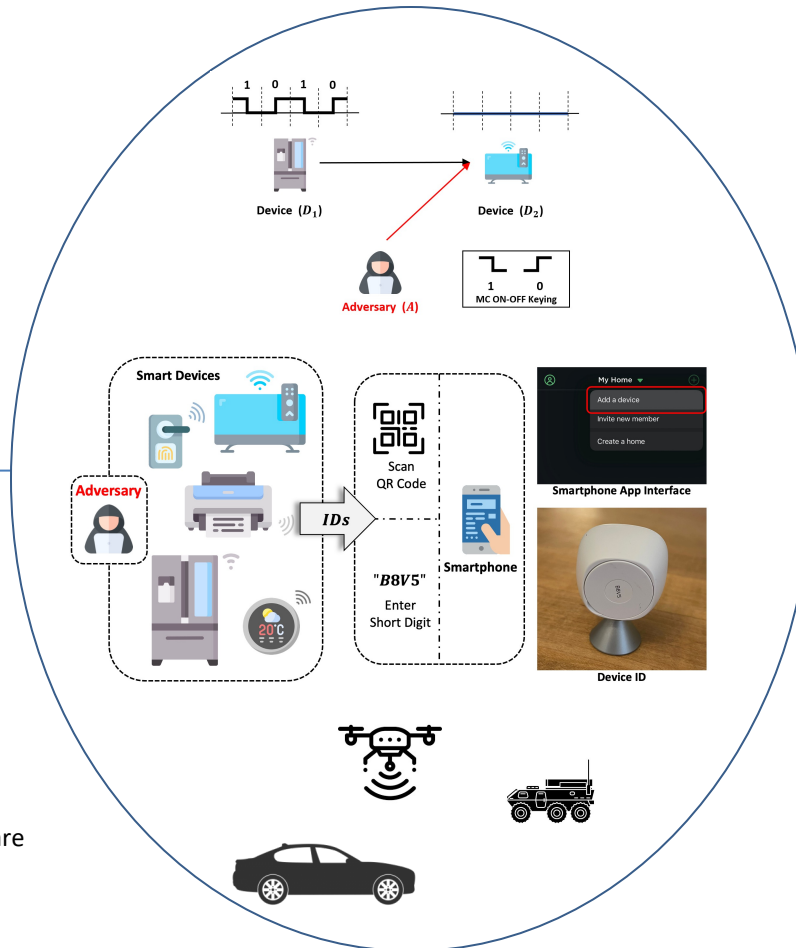 1 0 1 0
Device (D₁)
Device (D₂)
Adversary (A)
1 0
MC ON-OFF Keying
Smart Devices
Adversary
20°C
IDs
Scan
QR Code
"B8V5"
Enter
Short Digit
Smartphone
My Home
Add a device
Invite new member
Create a home
Smartphone App Interface
B8V5
Device ID
are